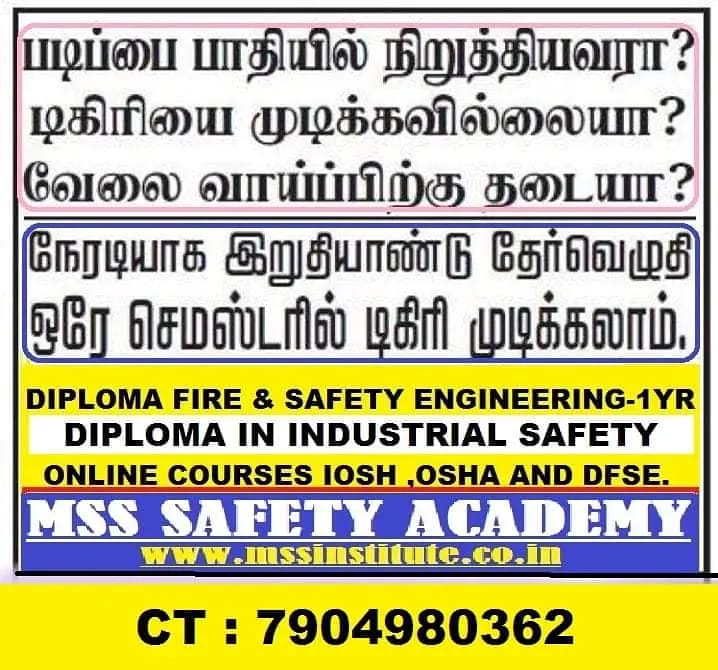 படிப்பை பாதியில் நிறுத்தியவரா?
டிகிரியை முடிக்கவில்லையா?
வேலை வாய்ப்பிற்கு தடையா?
நேரடியாக இறுதியாண்டு தேர்வெழுதி
ஒரே செமஸ்டரில் டிகிரி முடிக்கலாம்.
DIPLOMA FIRE & SAFETY ENGINEERING-1YR
DIPLOMA IN INDUSTRIAL SAFETY
ONLINE COURSES IOSH ,OSHA AND DFSE.
MSS SAFETY ACADEMY
www.mssinstitute.co.in
CT : 7904980362